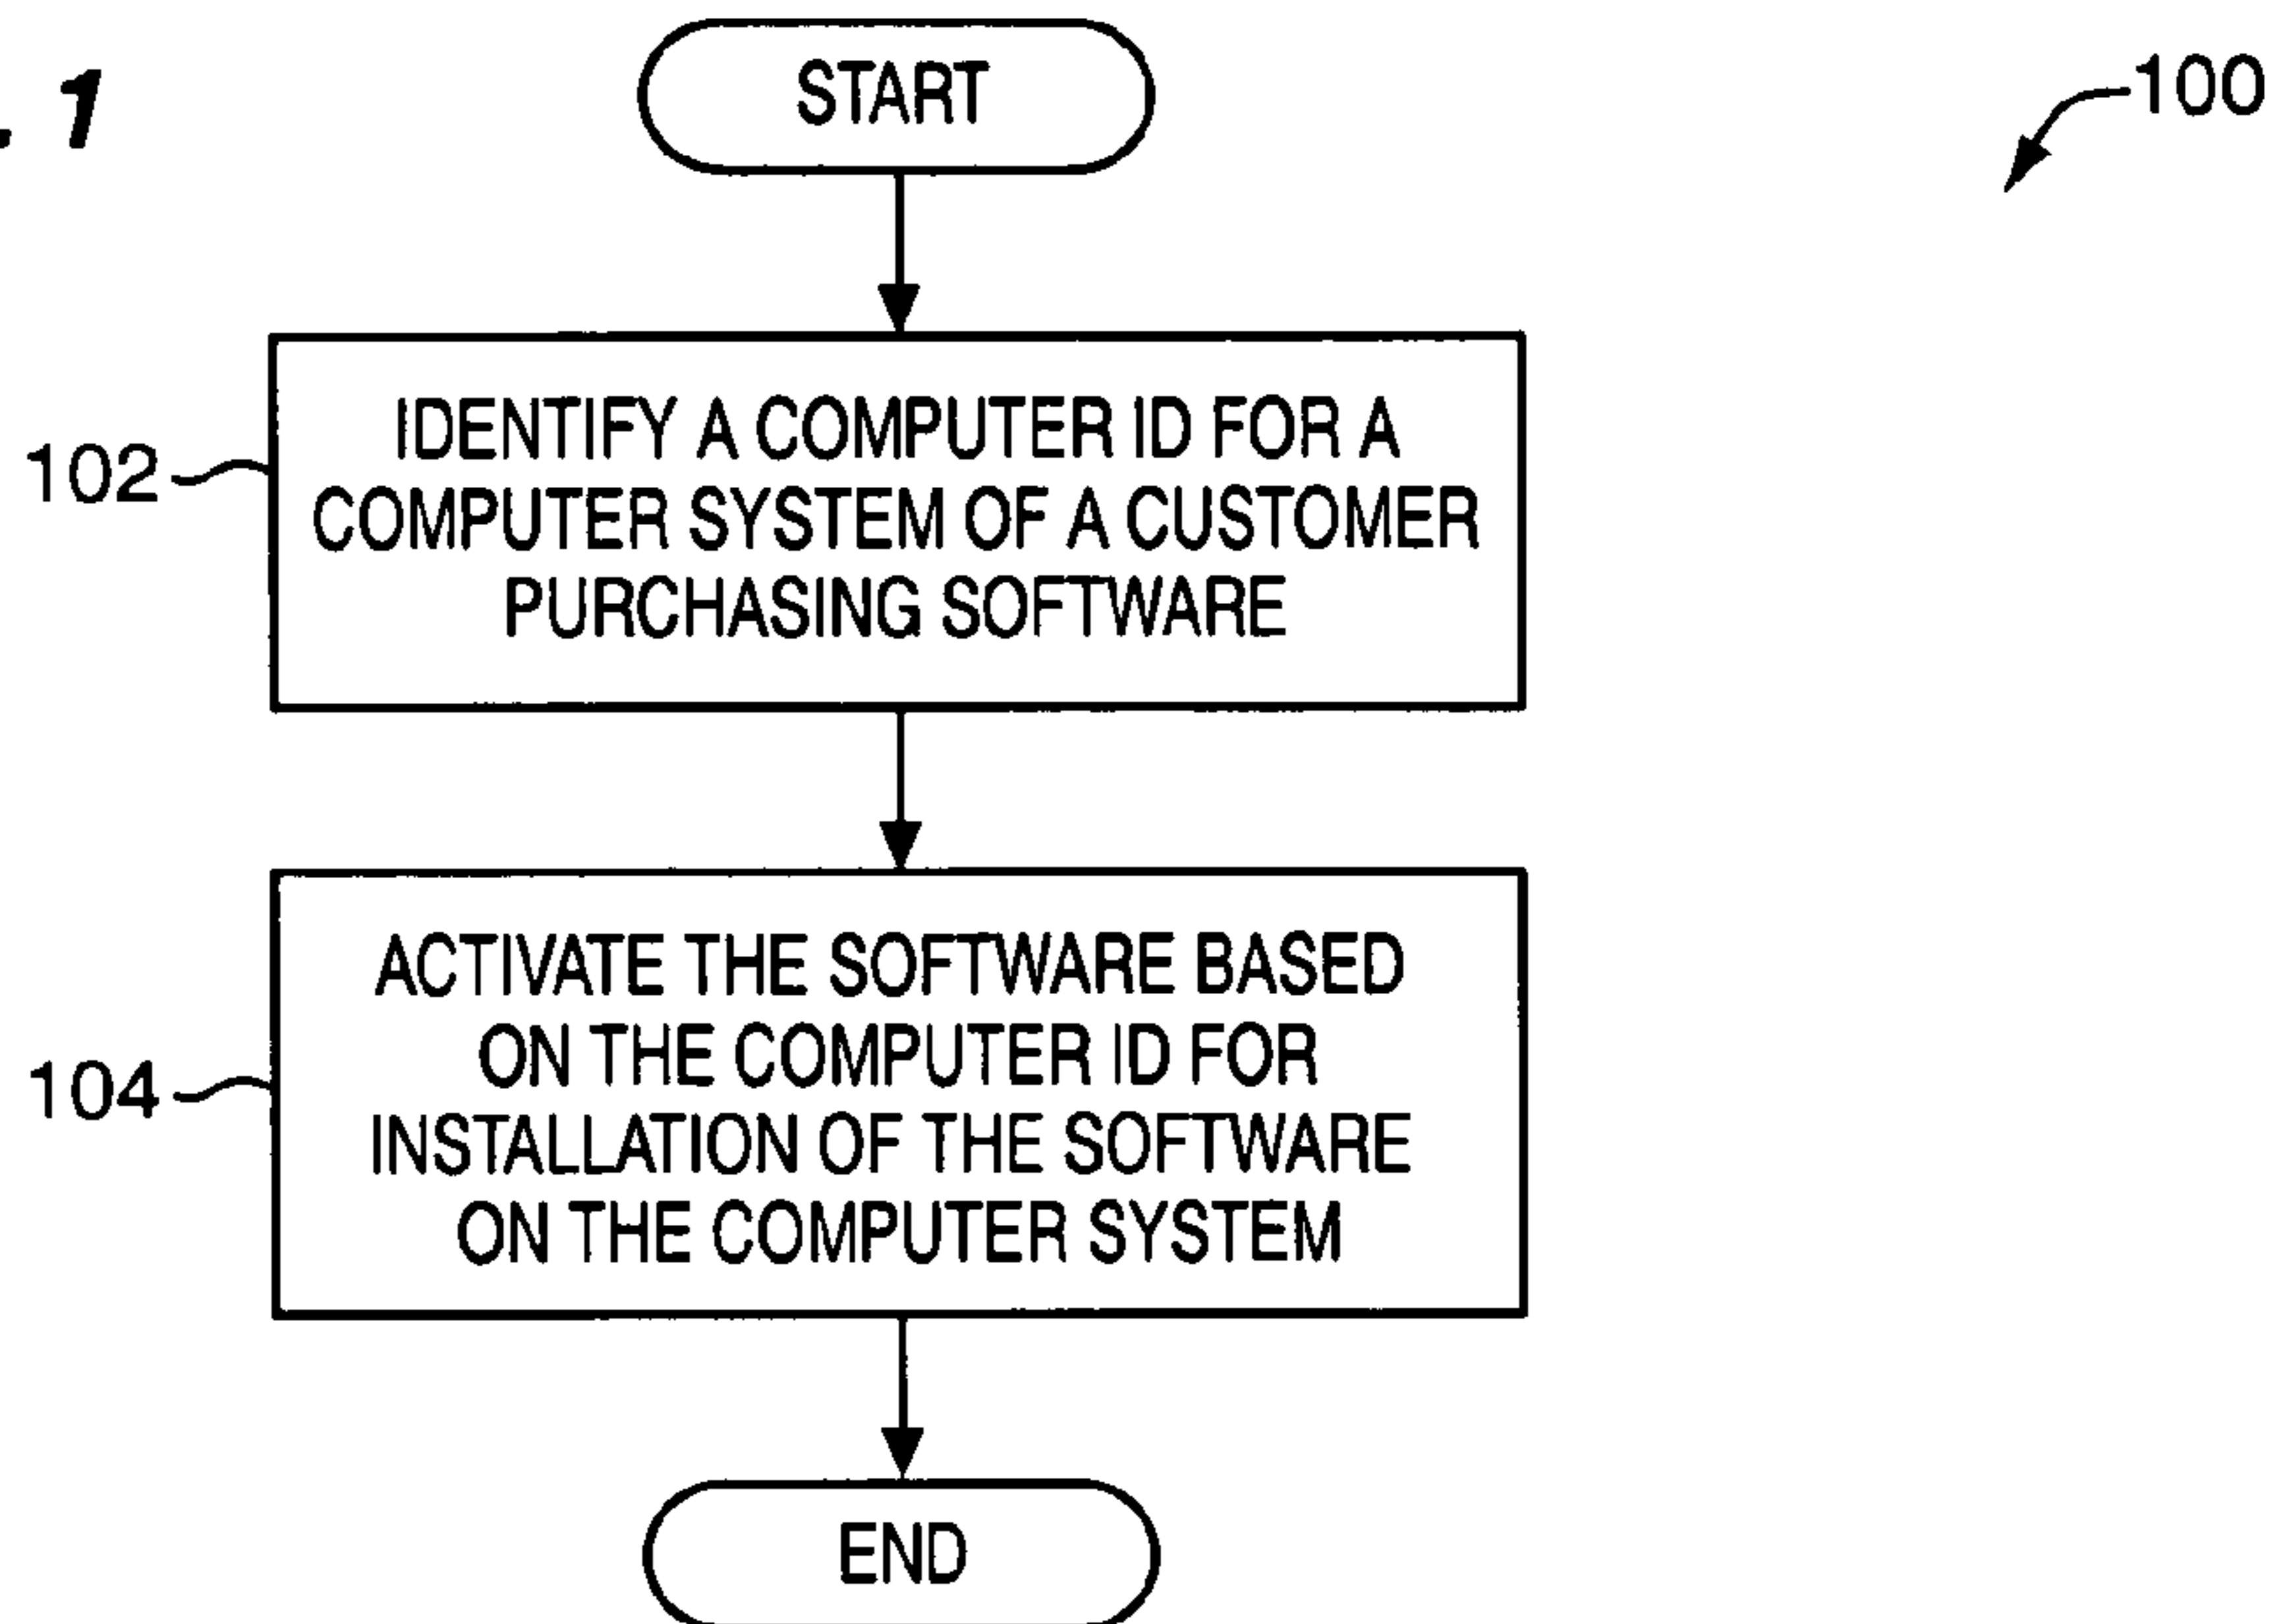 . 1
START
100
IDENTIFY A COMPUTER ID FOR A
COMPUTER SYSTEM OF A CUSTOMER
PURCHASING SOFTWARE
102
ACTIVATE THE SOFTWARE BASED
ON THE COMPUTER ID FOR
INSTALLATION OF THE SOFTWARE
ON THE COMPUTER SYSTEM
104
END